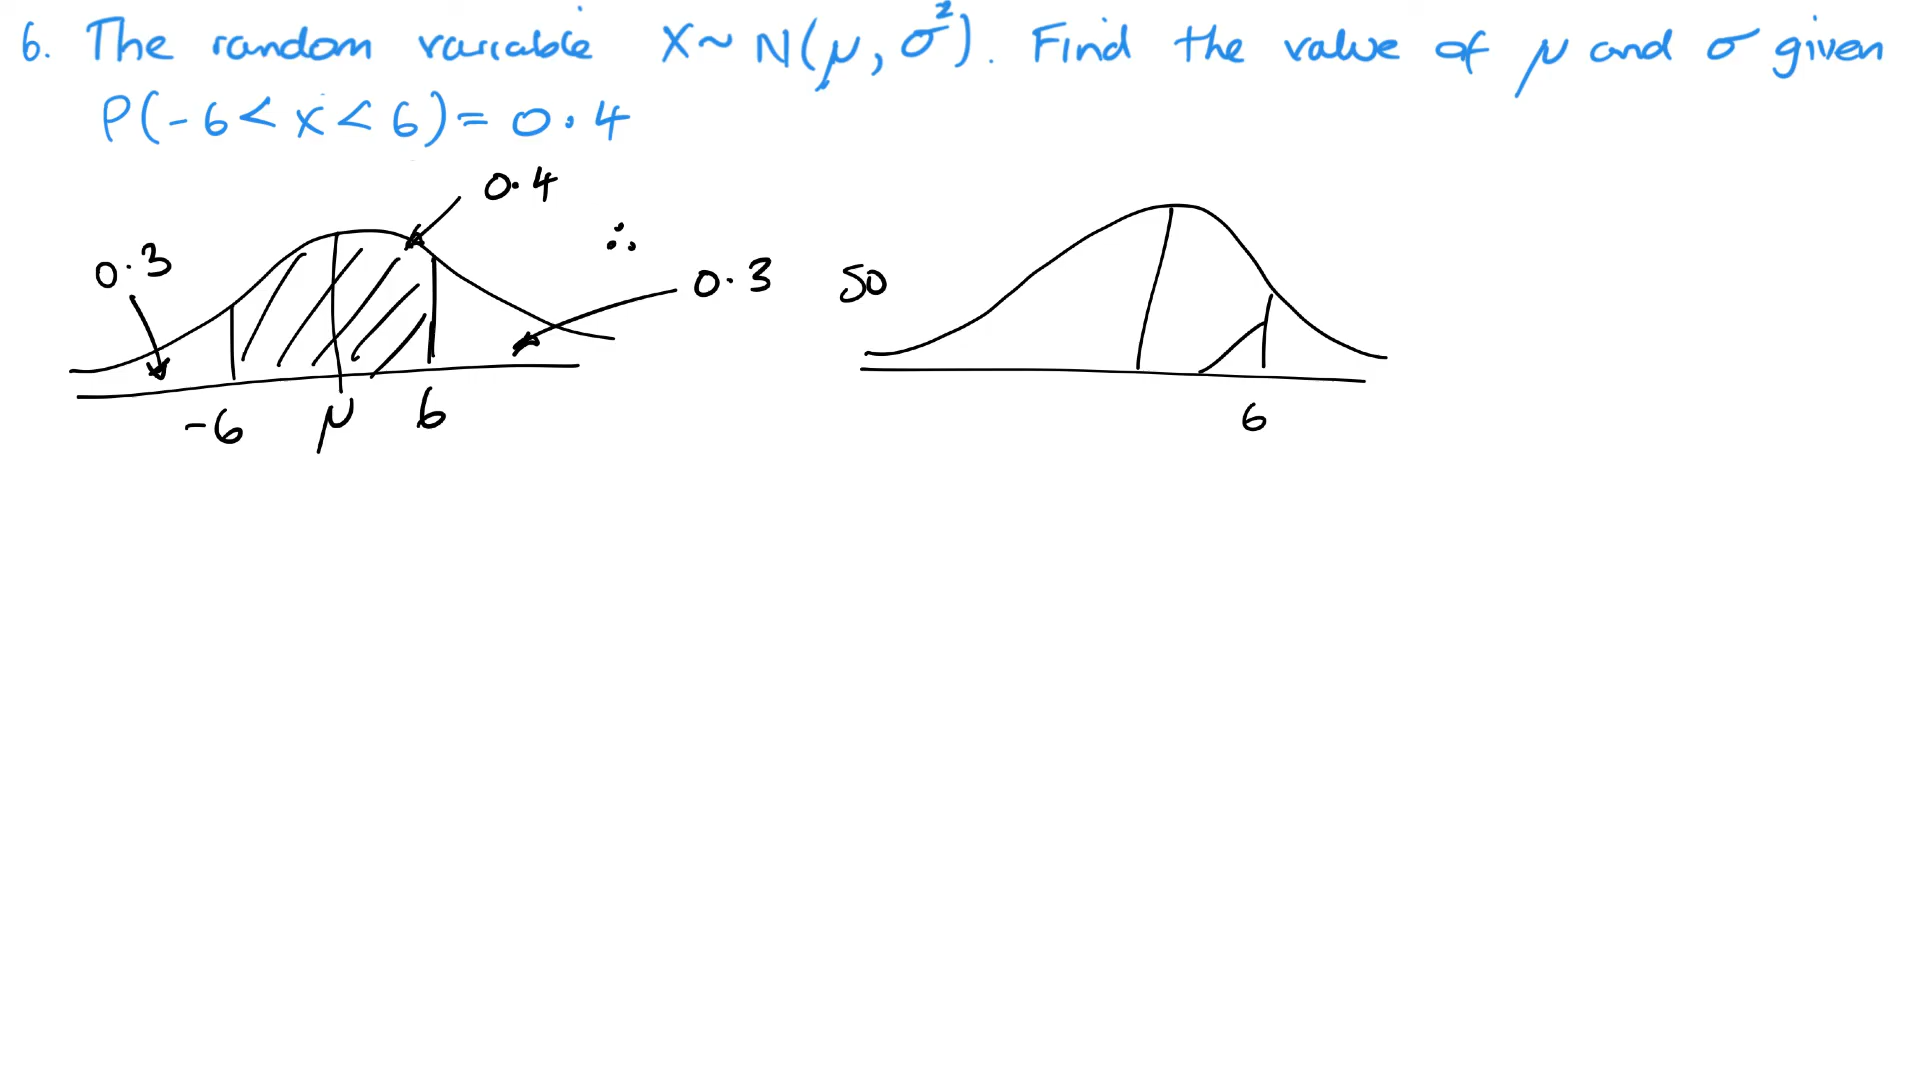 6. The random variable X~N(μ, σ²). Find the value of μ and σ given
P(-6<x<6)=0.4
0.4
0.3
∴
0.3
so
-6 μ 6
6